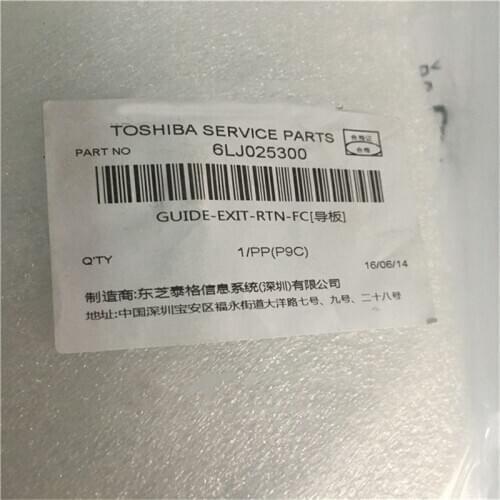 TOSHIBA SERVICE PARTS
合格证
合格
PART NO 6LJ025300
GUIDE-EXIT-RTN-FC[导板]
Q'TY 1/PP(P9C) 16/06/14
制造商:东芝泰格信息系统(深圳)有限公司
地址:中国深圳宝安区福永街道大洋路七号、九号、二十八号